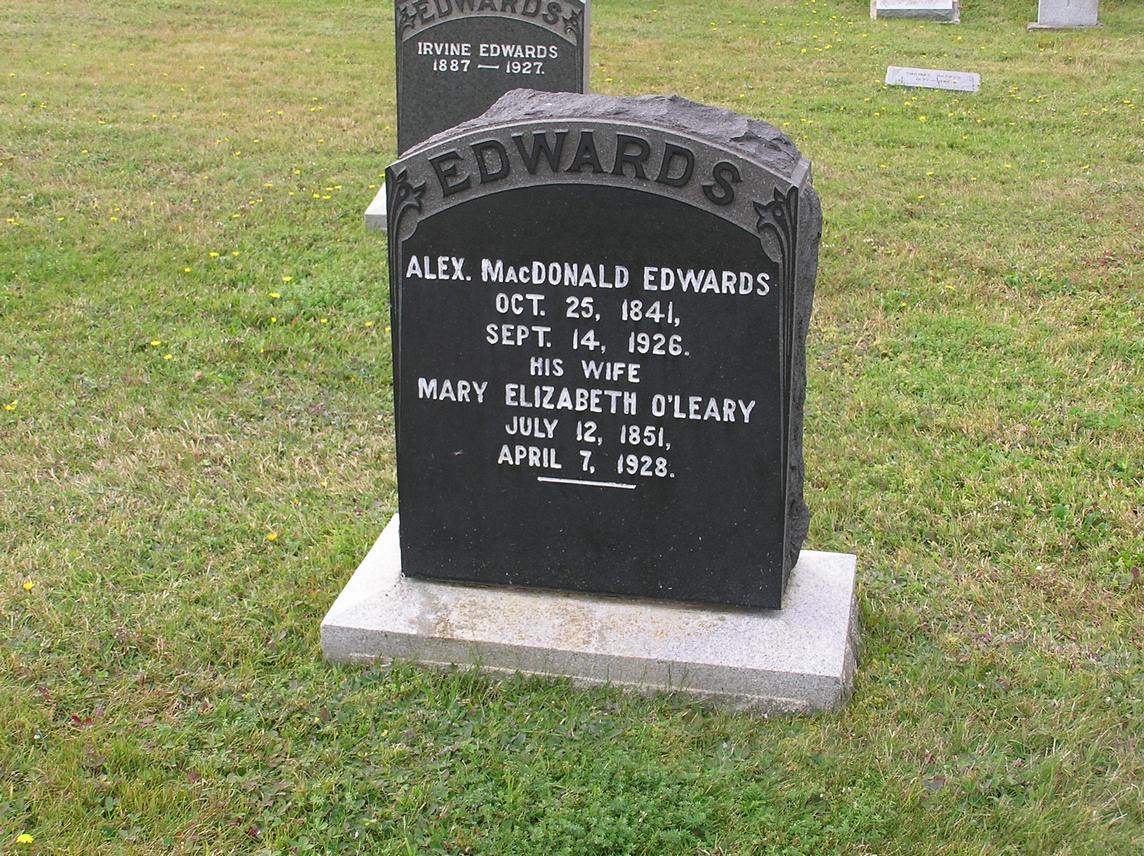 EDWARDS
IRVINE EDWARDS
1887 — 1927.
EDWARDS
ALEX. MacDONALD EDWARDS
OCT. 25, 1841,
SEPT. 14, 1926.
HIS WIFE
MARY ELIZABETH O'LEARY
JULY 12, 1851,
APRIL 7, 1928.